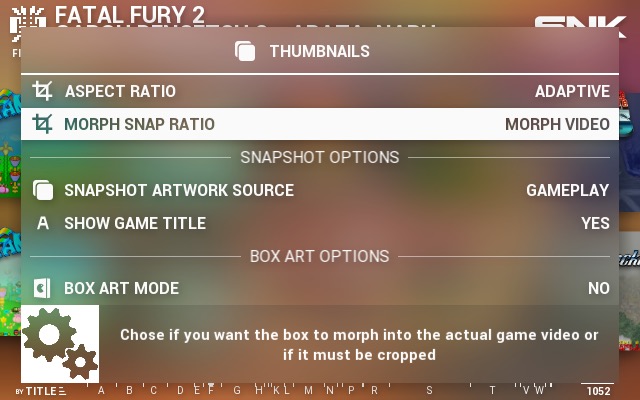 FATAL FURY 2
SNK
THUMBNAILS
ASPECT RATIO ADAPTIVE
MORPH SNAP RATIO MORPH VIDEO
SNAPSHOT OPTIONS
SNAPSHOT ARTWORK SOURCE GAMEPLAY
A SHOW GAME TITLE YES
BOX ART OPTIONS
BOX ART MODE NO
Chose if you want the box to morph into the actual game video or
if it must be cropped
BY TITLE A B C D E F G H K L M N P R S T V W 1052